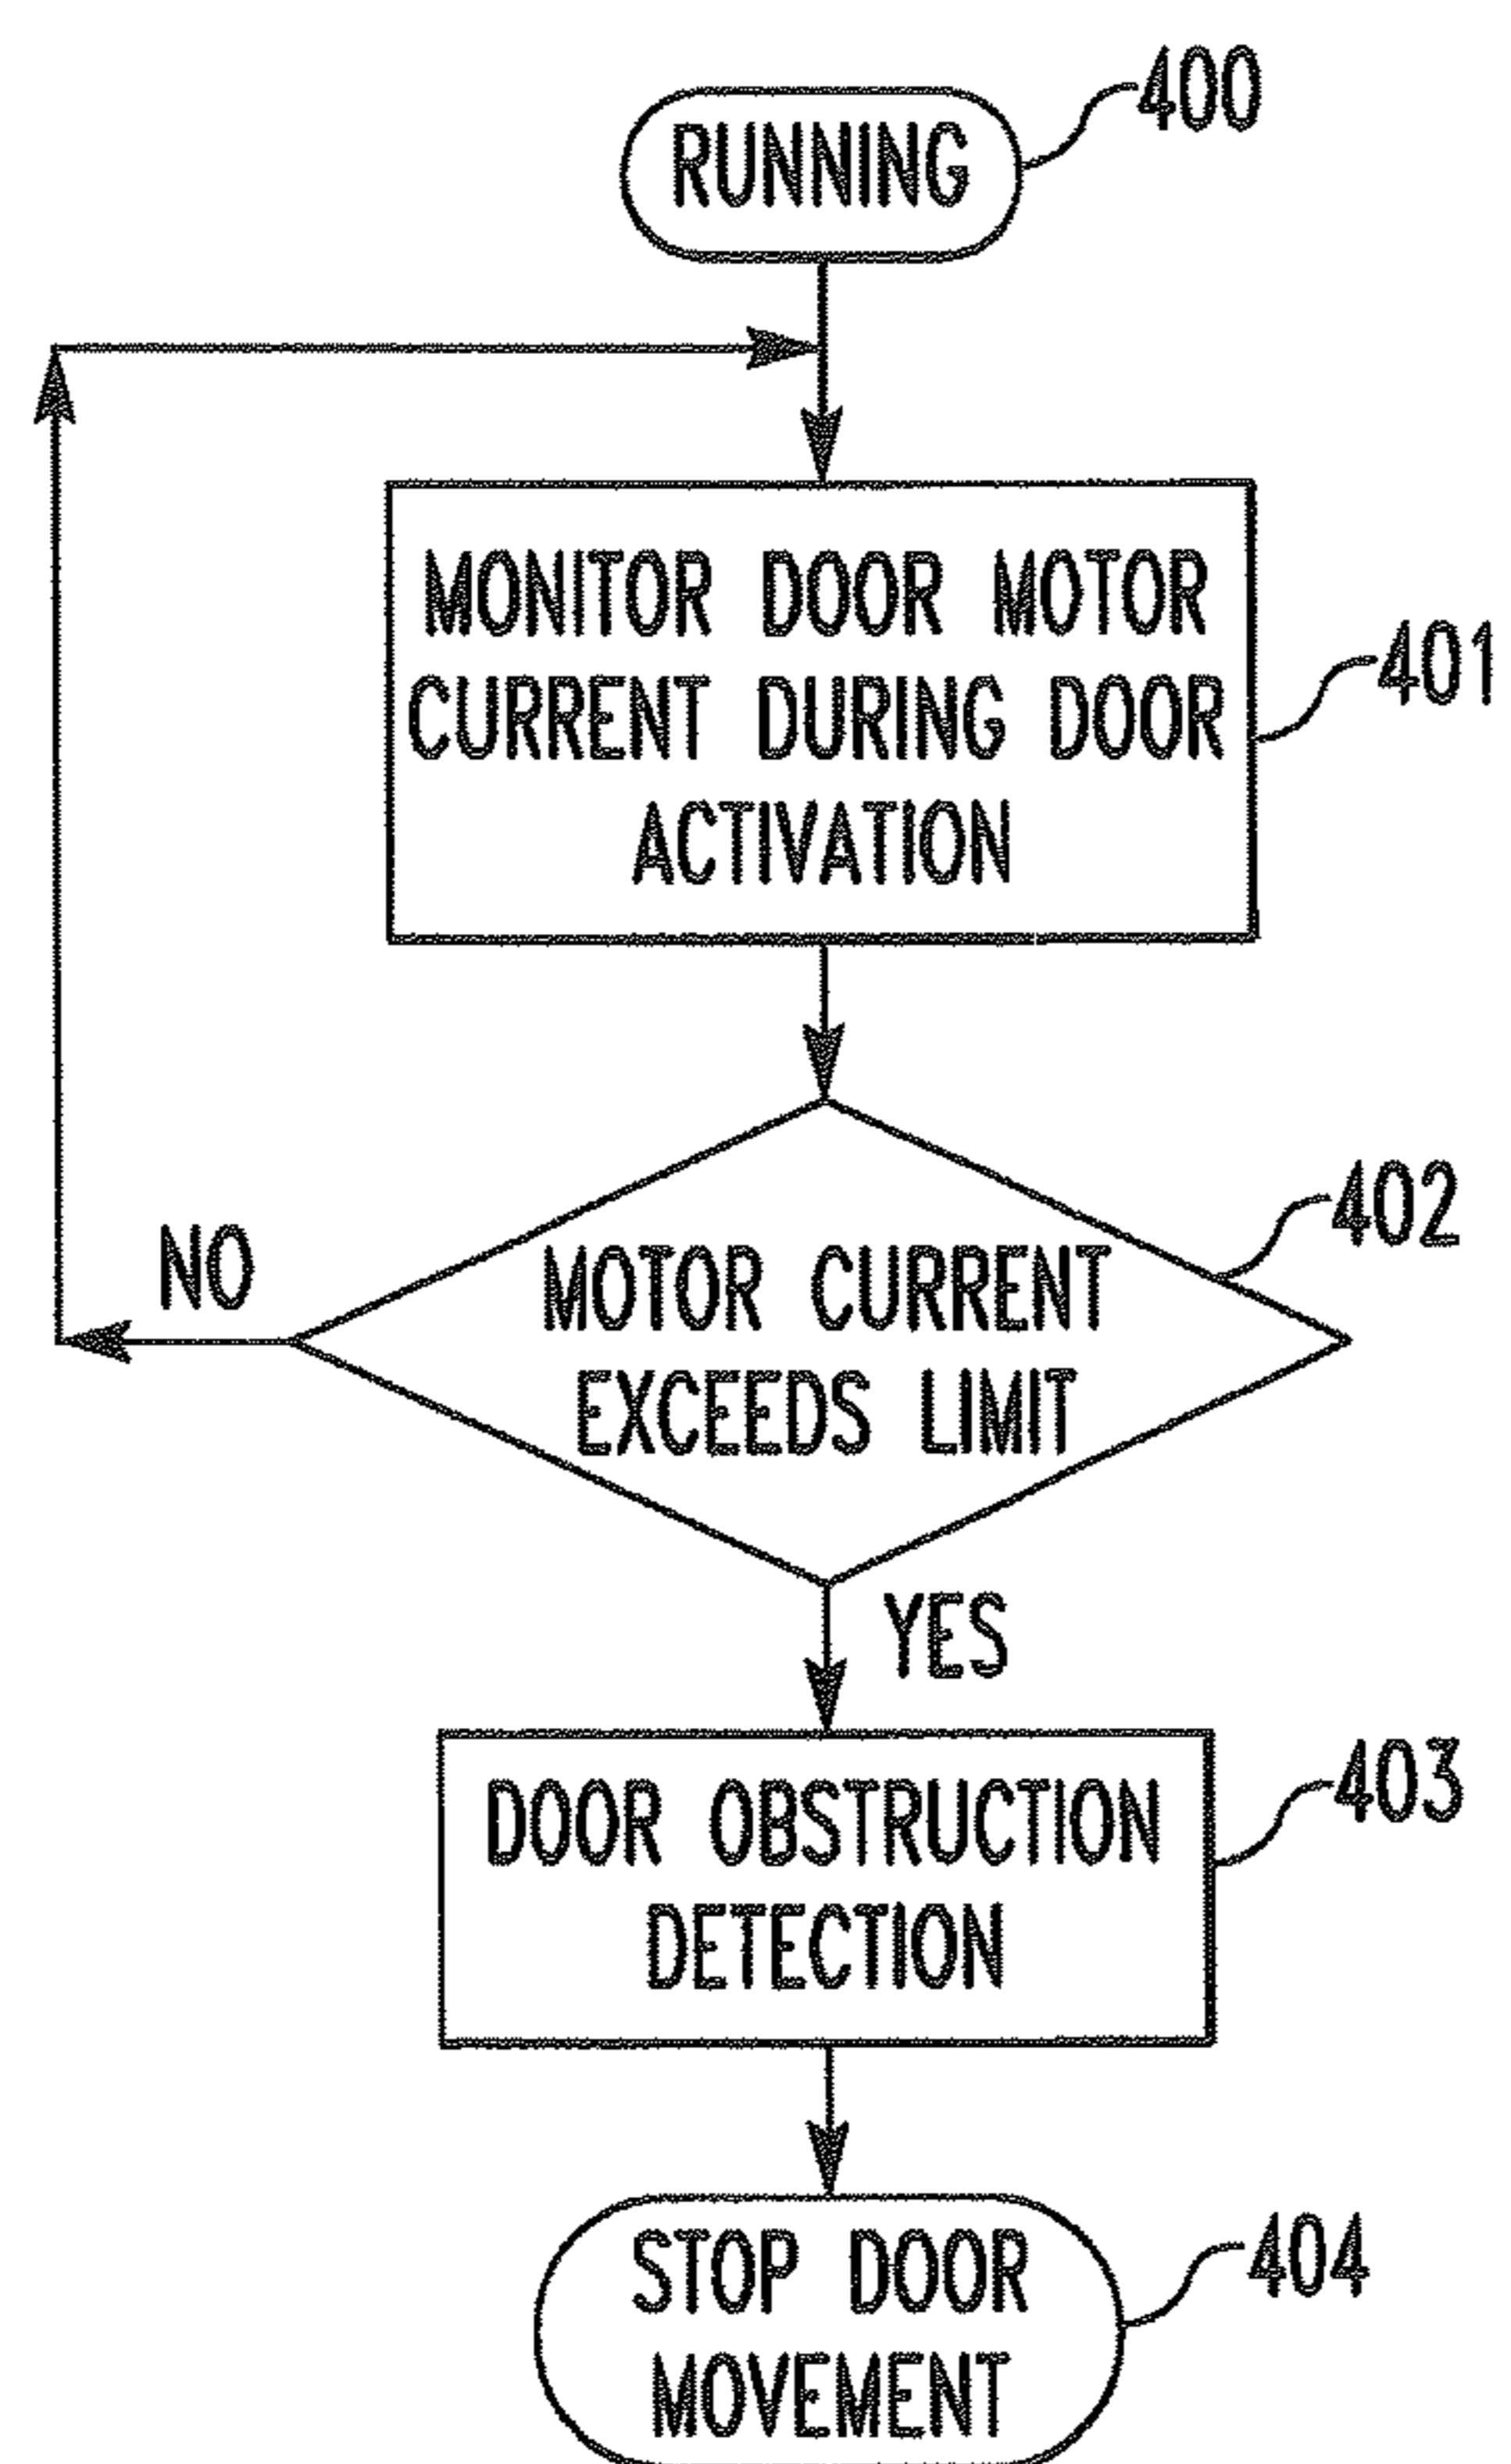 400
RUNNING
MONITOR DOOR MOTOR
CURRENT DURING DOOR
ACTIVATION
401
402
NO
MOTOR CURRENT
EXCEEDS LIMIT
YES
403
DOOR OBSTRUCTION
DETECTION
404
STOP DOOR
MOVEMENT